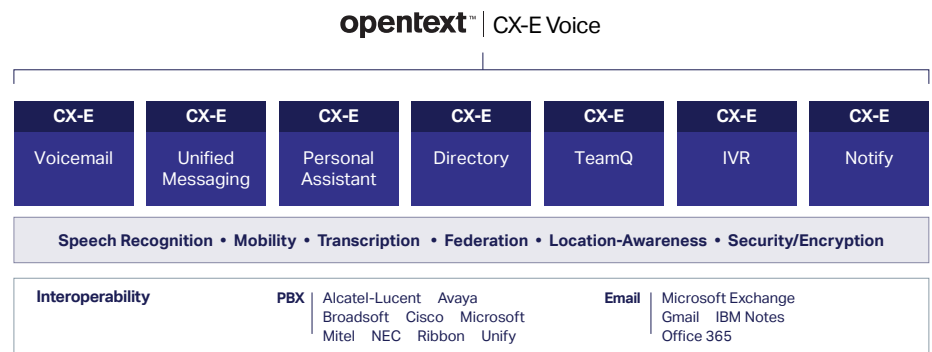 opentext™ | CX-E Voice
CX-E CX-E CX-E CX-E CX-E CX-E CX-E
Voicemail
Unified
Messaging
Personal
Assistant
Directory
TeamQ
IVR
Notify
Speech Recognition • Mobility • Transcription • Federation • Location-Awareness • Security/Encryption
Interoperability
PBX
Alcatel-Lucent Avaya
Broadsoft Cisco Microsoft
Mitel NEC Ribbon Unify
Email
Microsoft Exchange
Gmail IBM Notes
Office 365